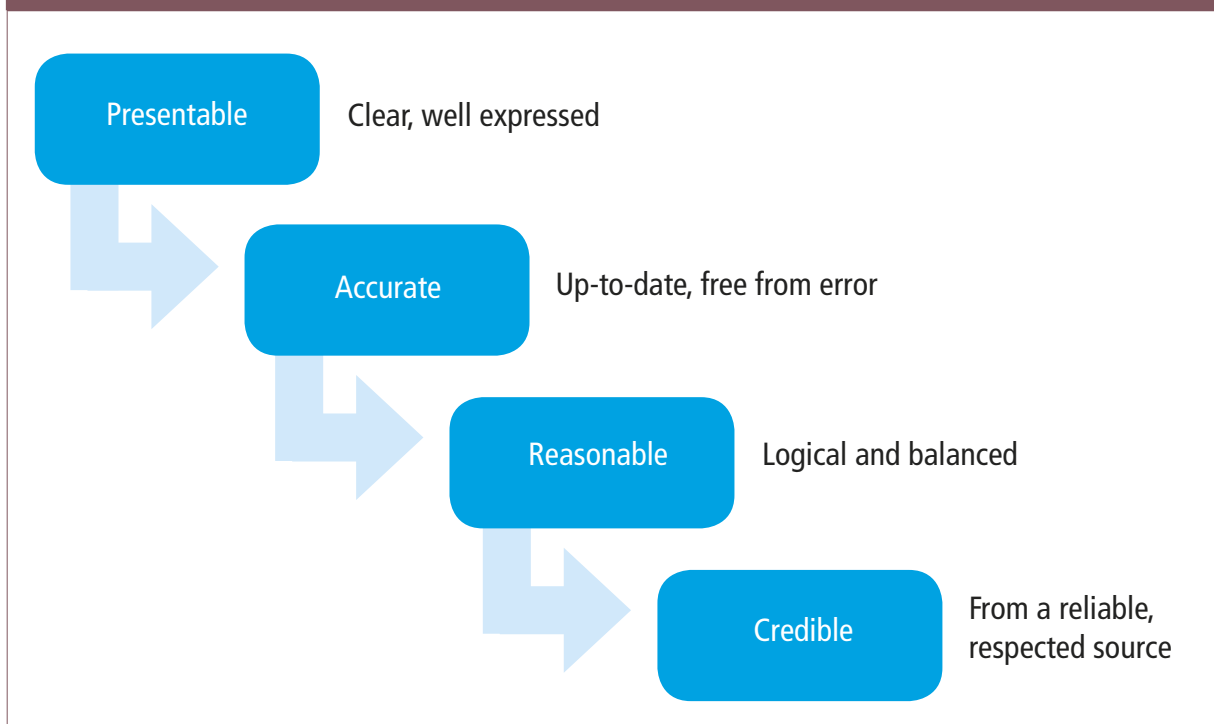 Presentable
Clear, well expressed
Accurate
Up-to-date, free from error
Reasonable
Logical and balanced
Credible
From a reliable,
respected source